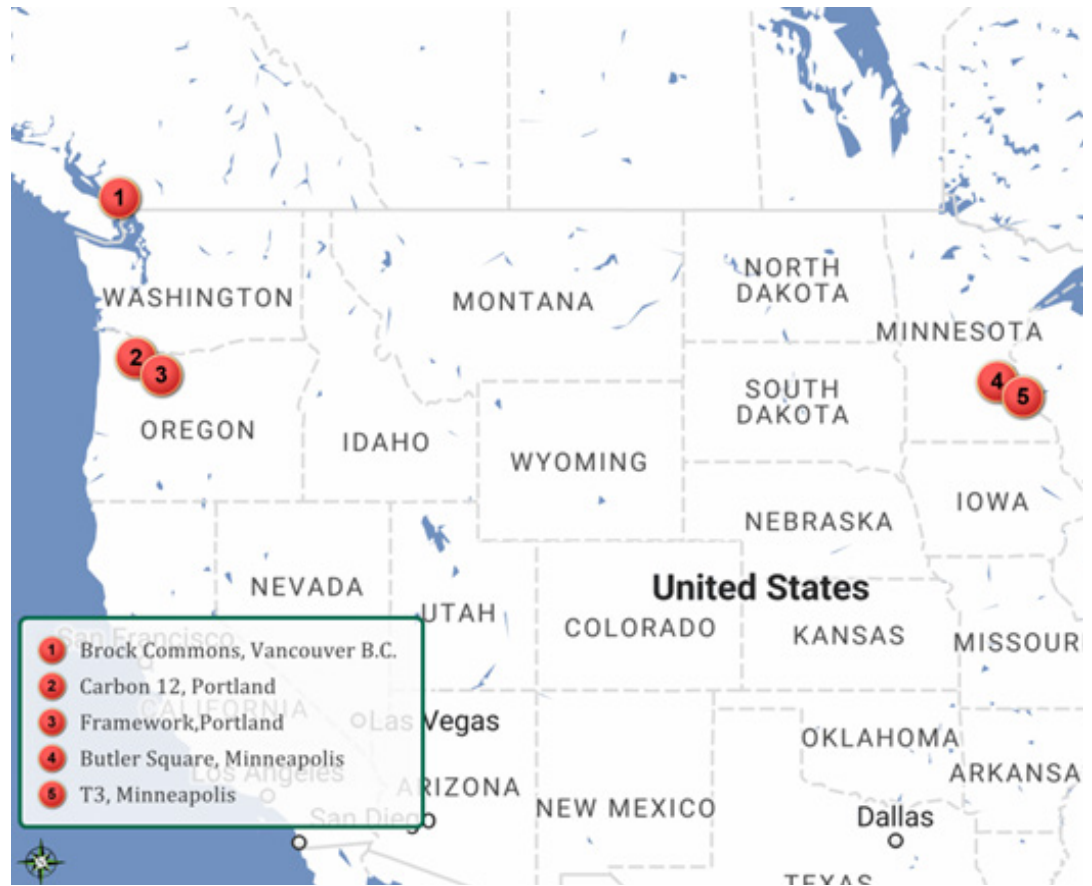 1
WASHINGTON
MONTANA
NORTH
DAKOTA
MINNESOTA
2
3
SOUTH
DAKOTA
4
5
OREGON
IDAHO
WYOMING
IOWA
NEBRASKA
NEVADA
United States
UTAH
COLORADO
KANSAS
MISSOURI
San Francisco
1 Brock Commons, Vancouver B.C.
2 Carbon 12, Portland
CALIFORNIA
3 Framework,Portland
Las Vegas
4 Butler Square, Minneapolis
Los Angeles
5 T3, Minneapolis
ARIZONA
OKLAHOMA
ARKANSA
NEW MEXICO
San Diego
Dallas
TEXAS